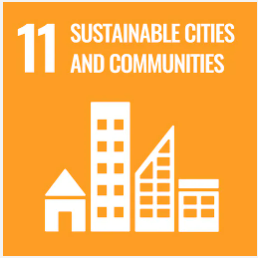 11 SUSTAINABLE CITIES
AND COMMUNITIES